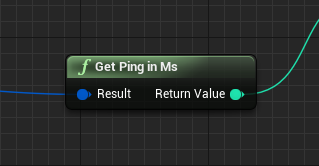 f Get Ping in Ms
Result Return Value